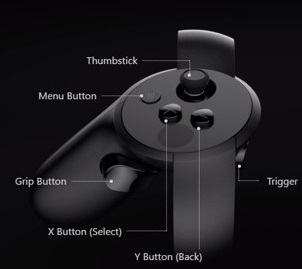 Thumbstick
Menu Button
Grip Button
Trigger
X Button (Select)
Y Button (Back)